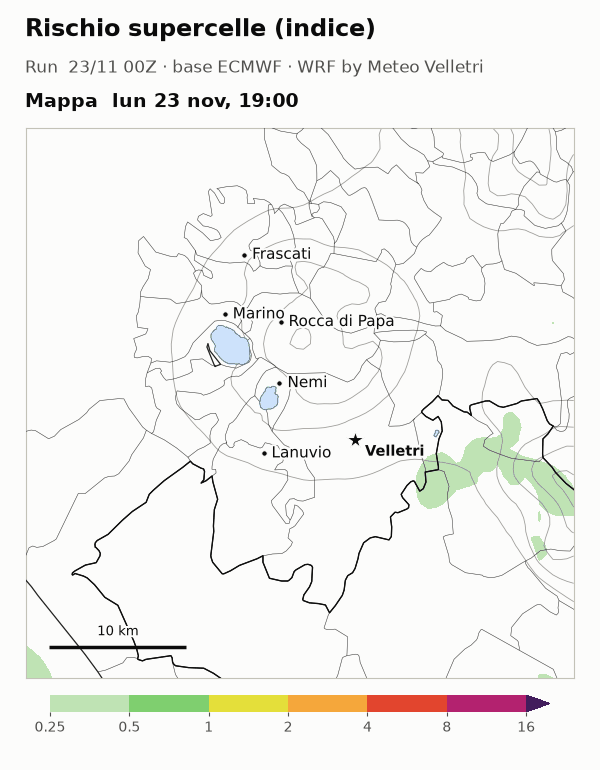 Rischio supercelle (indice)
Run  23/11 00Z · base ECMWF · WRF by Meteo Velletri
Mappa  lun 23 nov, 19:00
Frascati
Marino
Rocca di Papa
Nemi
Velletri
Lanuvio
10 km
0.25 0.5 1 2 4 8 16